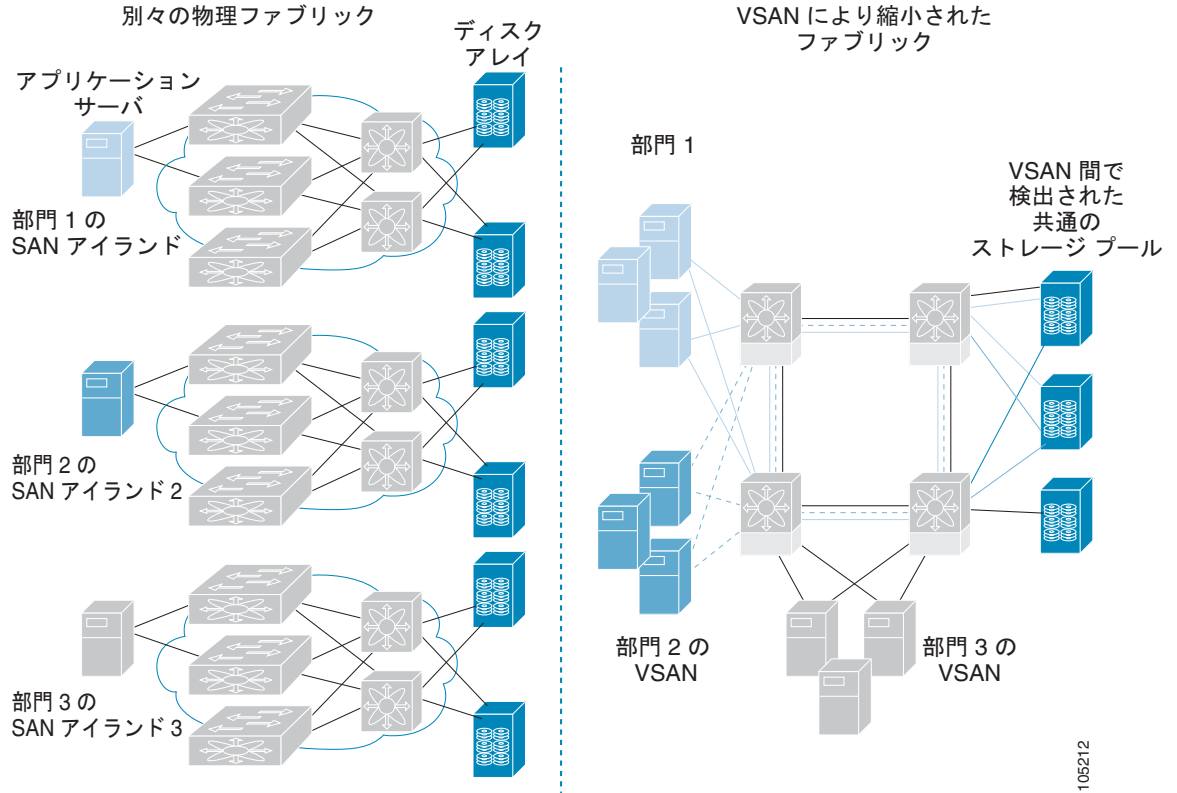 別々の物理ファブリック
ディスク
アレイ
アプリケーション
サーバ
部門 1 の
SAN アイランド
部門 2 の
SAN アイランド 2
部門 3 の
SAN アイランド 3
VSAN により縮小された
ファブリック
部門 1
VSAN 間で
検出された
共通の
ストレージ プール
部門 2 の
VSAN
部門 3 の
VSAN
105212